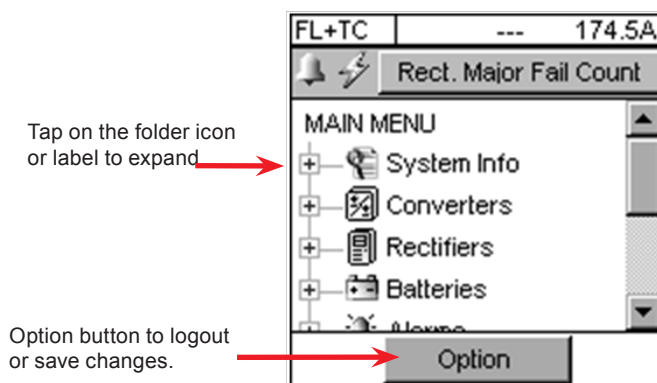 FL+TC --- 174.5A
Rect. Major Fail Count
MAIN MENU
Tap on the folder icon
or label to expand
System Info
Converters
Rectifiers
Batteries
Alarms
Option button to logout
or save changes.
Option